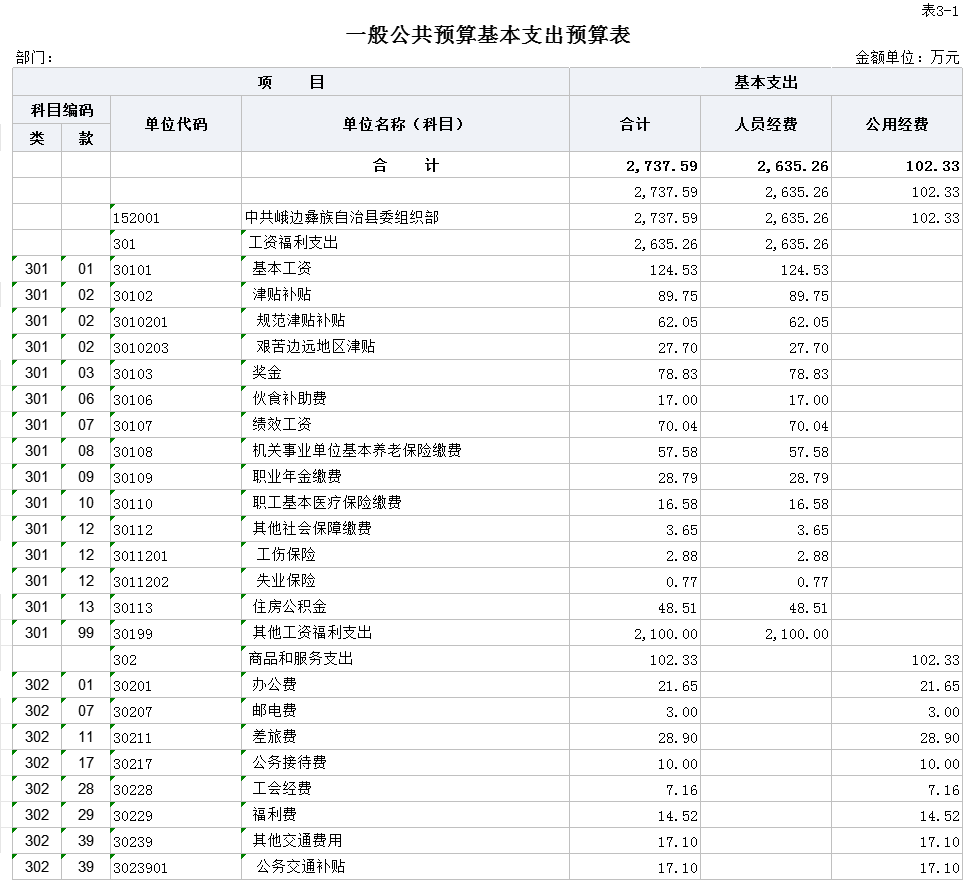 表3-1
一般公共预算基本支出预算表
部门： 金额单位：万元
项 目 基本支出
科目编码 单位代码 单位名称（科目） 合计 人员经费 公用经费
类 款
合 计 2,737.59 2,635.26 102.33
2,737.59 2,635.26 102.33
152001 中共峨边彝族自治县委组织部 2,737.59 2,635.26 102.33
301 工资福利支出 2,635.26 2,635.26
301 01 30101 基本工资 124.53 124.53
301 02 30102 津贴补贴 89.75 89.75
301 02 3010201 规范津贴补贴 62.05 62.05
301 02 3010203 艰苦边远地区津贴 27.70 27.70
301 03 30103 奖金 78.83 78.83
301 06 30106 伙食补助费 17.00 17.00
301 07 30107 绩效工资 70.04 70.04
301 08 30108 机关事业单位基本养老保险缴费 57.58 57.58
301 09 30109 职业年金缴费 28.79 28.79
301 10 30110 职工基本医疗保险缴费 16.58 16.58
301 12 30112 其他社会保障缴费 3.65 3.65
301 12 3011201 工伤保险 2.88 2.88
301 12 3011202 失业保险 0.77 0.77
301 13 30113 住房公积金 48.51 48.51
301 99 30199 其他工资福利支出 2,100.00 2,100.00
302 商品和服务支出 102.33 102.33
302 01 30201 办公费 21.65 21.65
302 07 30207 邮电费 3.00 3.00
302 11 30211 差旅费 28.90 28.90
302 17 30217 公务接待费 10.00 10.00
302 28 30228 工会经费 7.16 7.16
302 29 30229 福利费 14.52 14.52
302 39 30239 其他交通费用 17.10 17.10
302 39 3023901 公务交通补贴 17.10 17.10